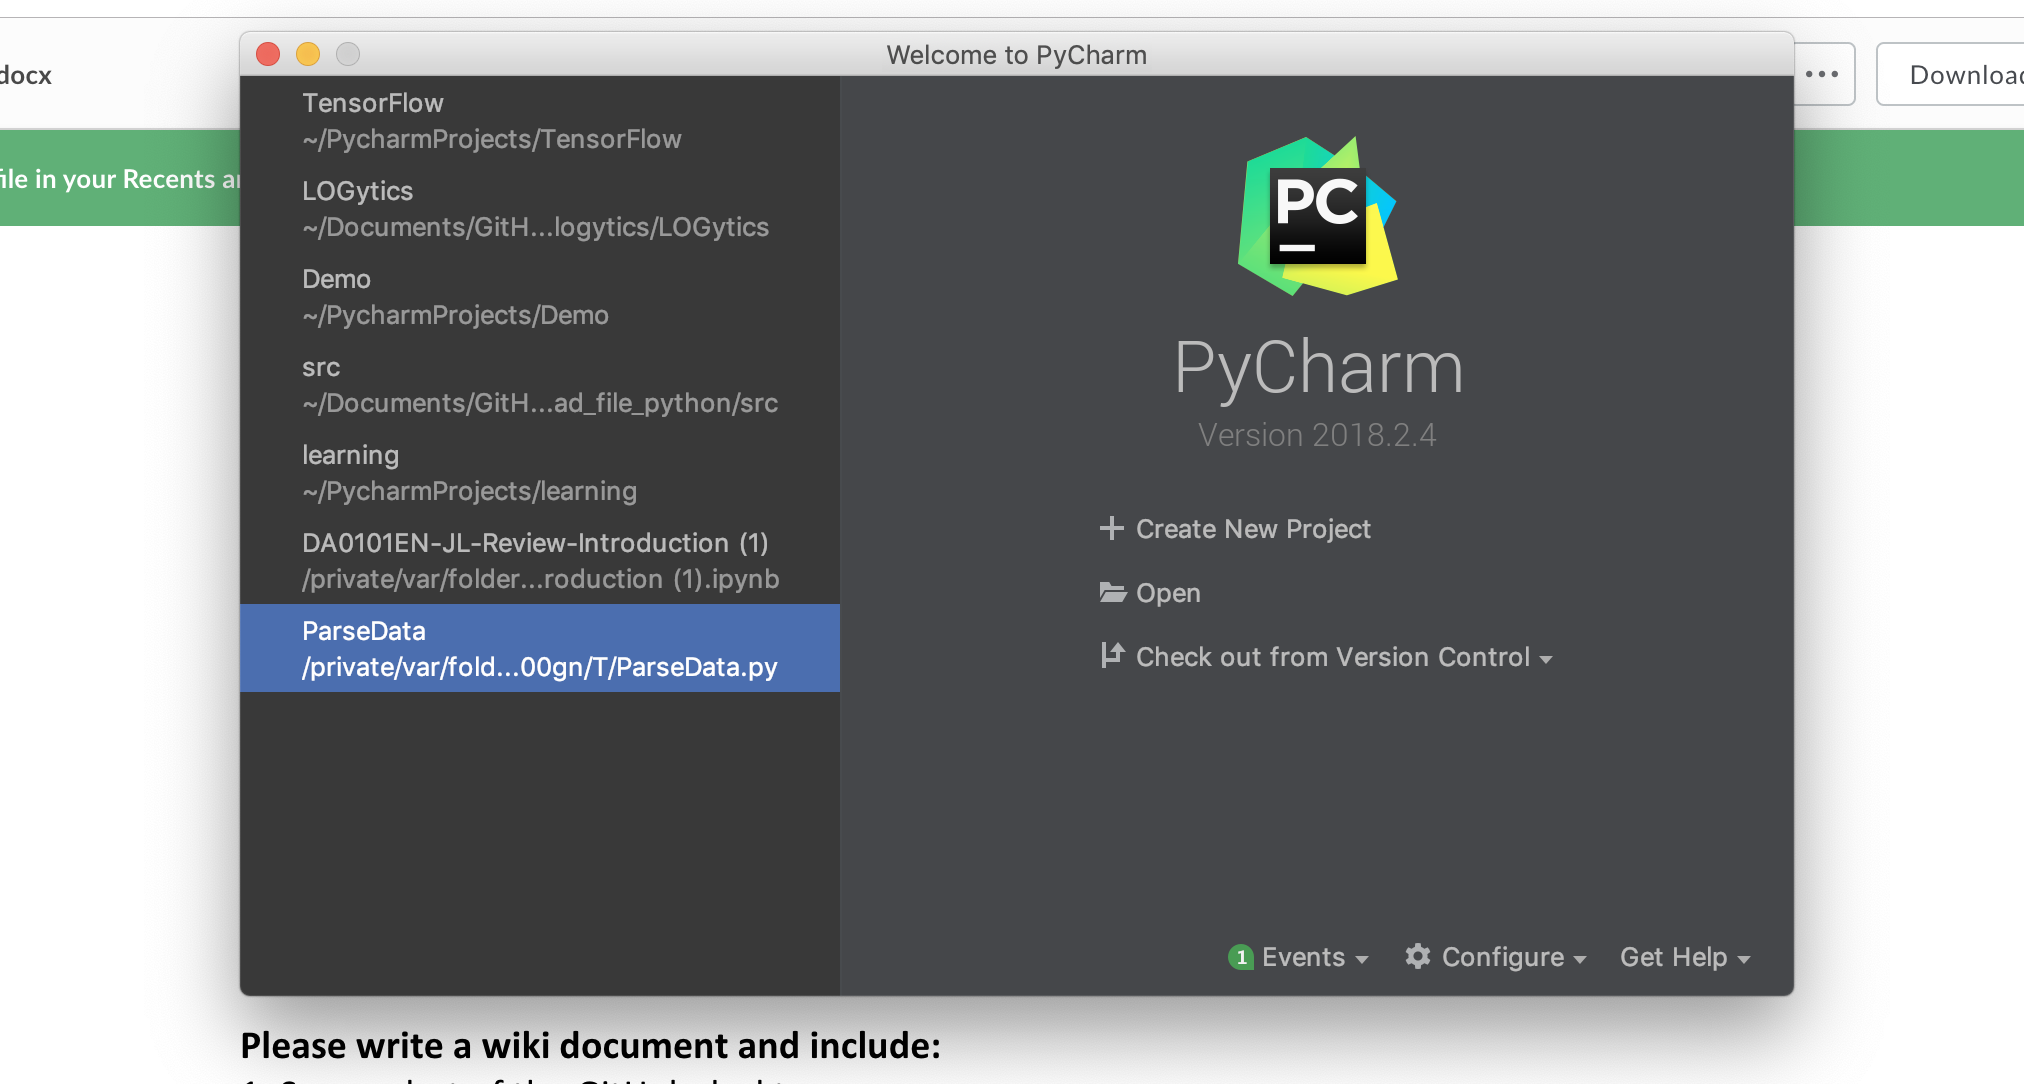 docx
Welcome to PyCharm
•••
Download
file in your Recents
TensorFlow
~/PycharmProjects/TensorFlow
LOGytics
~/Documents/GitH...logytics/LOGytics
Demo
~/PycharmProjects/Demo
src
~/Documents/GitH...ad_file_python/src
learning
~/PycharmProjects/learning
DA0101EN-JL-Review-Introduction (1)
/private/var/folder...roduction (1).ipynb
ParseData
/private/var/fold...00gn/T/ParseData.py
PC
PyCharm
Version 2018.2.4
Create New Project
Open
Check out from Version Control
1 Events
Configure
Get Help
Please write a wiki document and include: